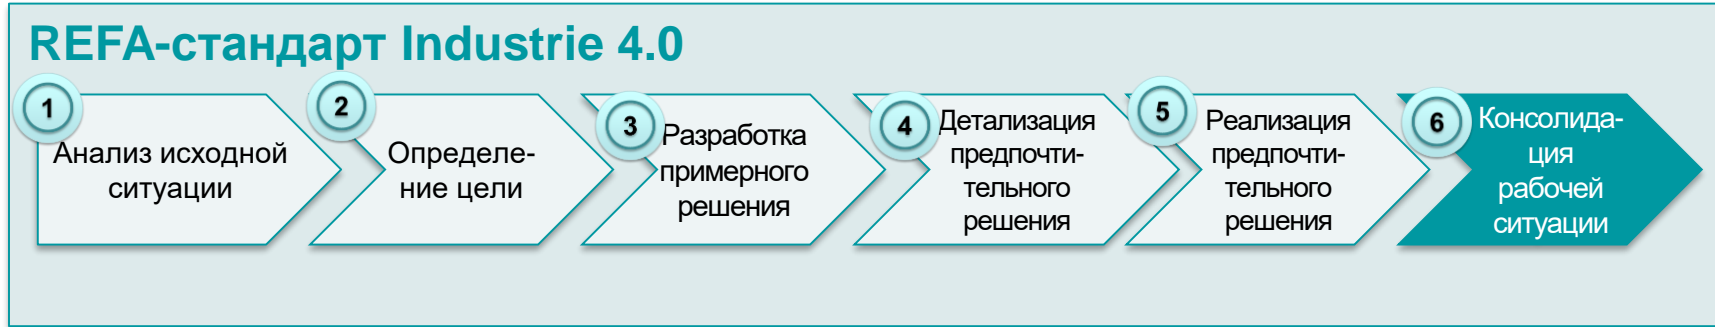 REFA-стандарт Industrie 4.0
1
Анализ исходной
ситуации
2
Определе-
ние цели
3
Разработка
примерного
решения
4
Детализация
предпочти-
тельного
решения
5
Реализация
предпочти-
тельного
решения
6
Консолида-
ция
рабочей
ситуации